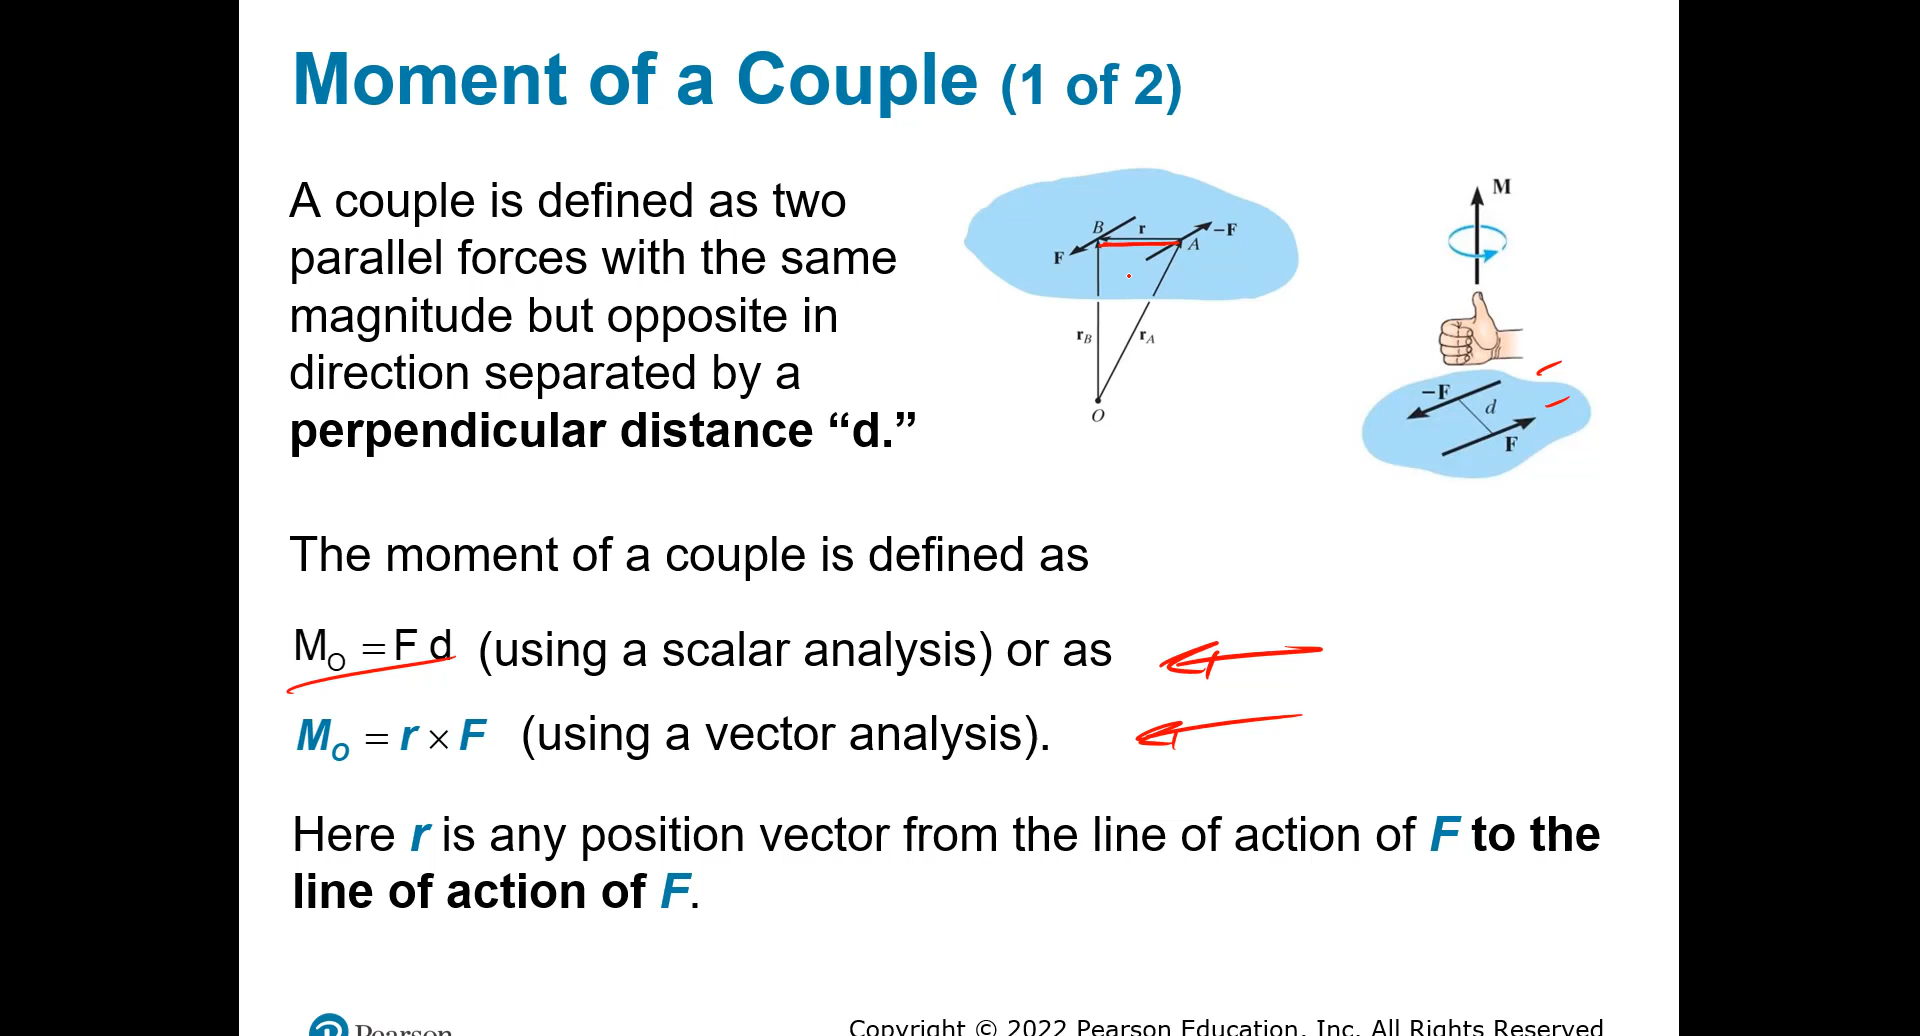 Moment of a Couple (1 of 2)
A couple is defined as two
parallel forces with the same
magnitude but opposite in
direction separated by a
perpendicular distance “d.”
B
r
−F
A
F
r_B
r_A
O
M
−F
d
F
The moment of a couple is defined as
M_O = F d (using a scalar analysis) or as
M_O = r × F (using a vector analysis).
Here r is any position vector from the line of action of F to the
line of action of F.
Pearson
Copyright © 2022 Pearson Education, Inc. All Rights Reserved